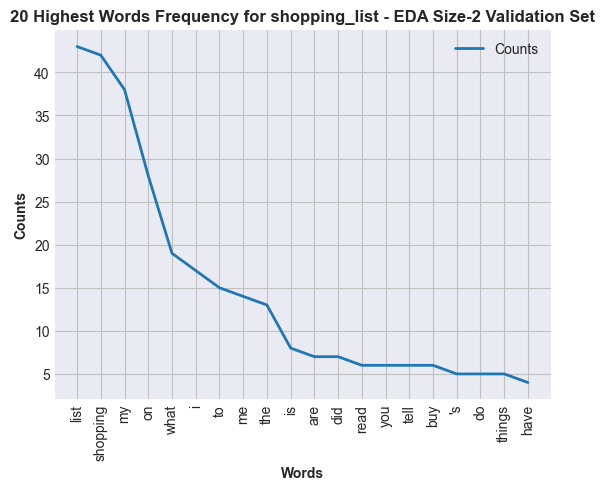 20 Highest Words Frequency for shopping_list - EDA Size-2 Validation Set
Counts
40
35
30
25
20
15
10
5
Counts
list
shopping
my
on
what
i
to
me
the
is
are
did
read
you
tell
buy
's
do
things
have
Words